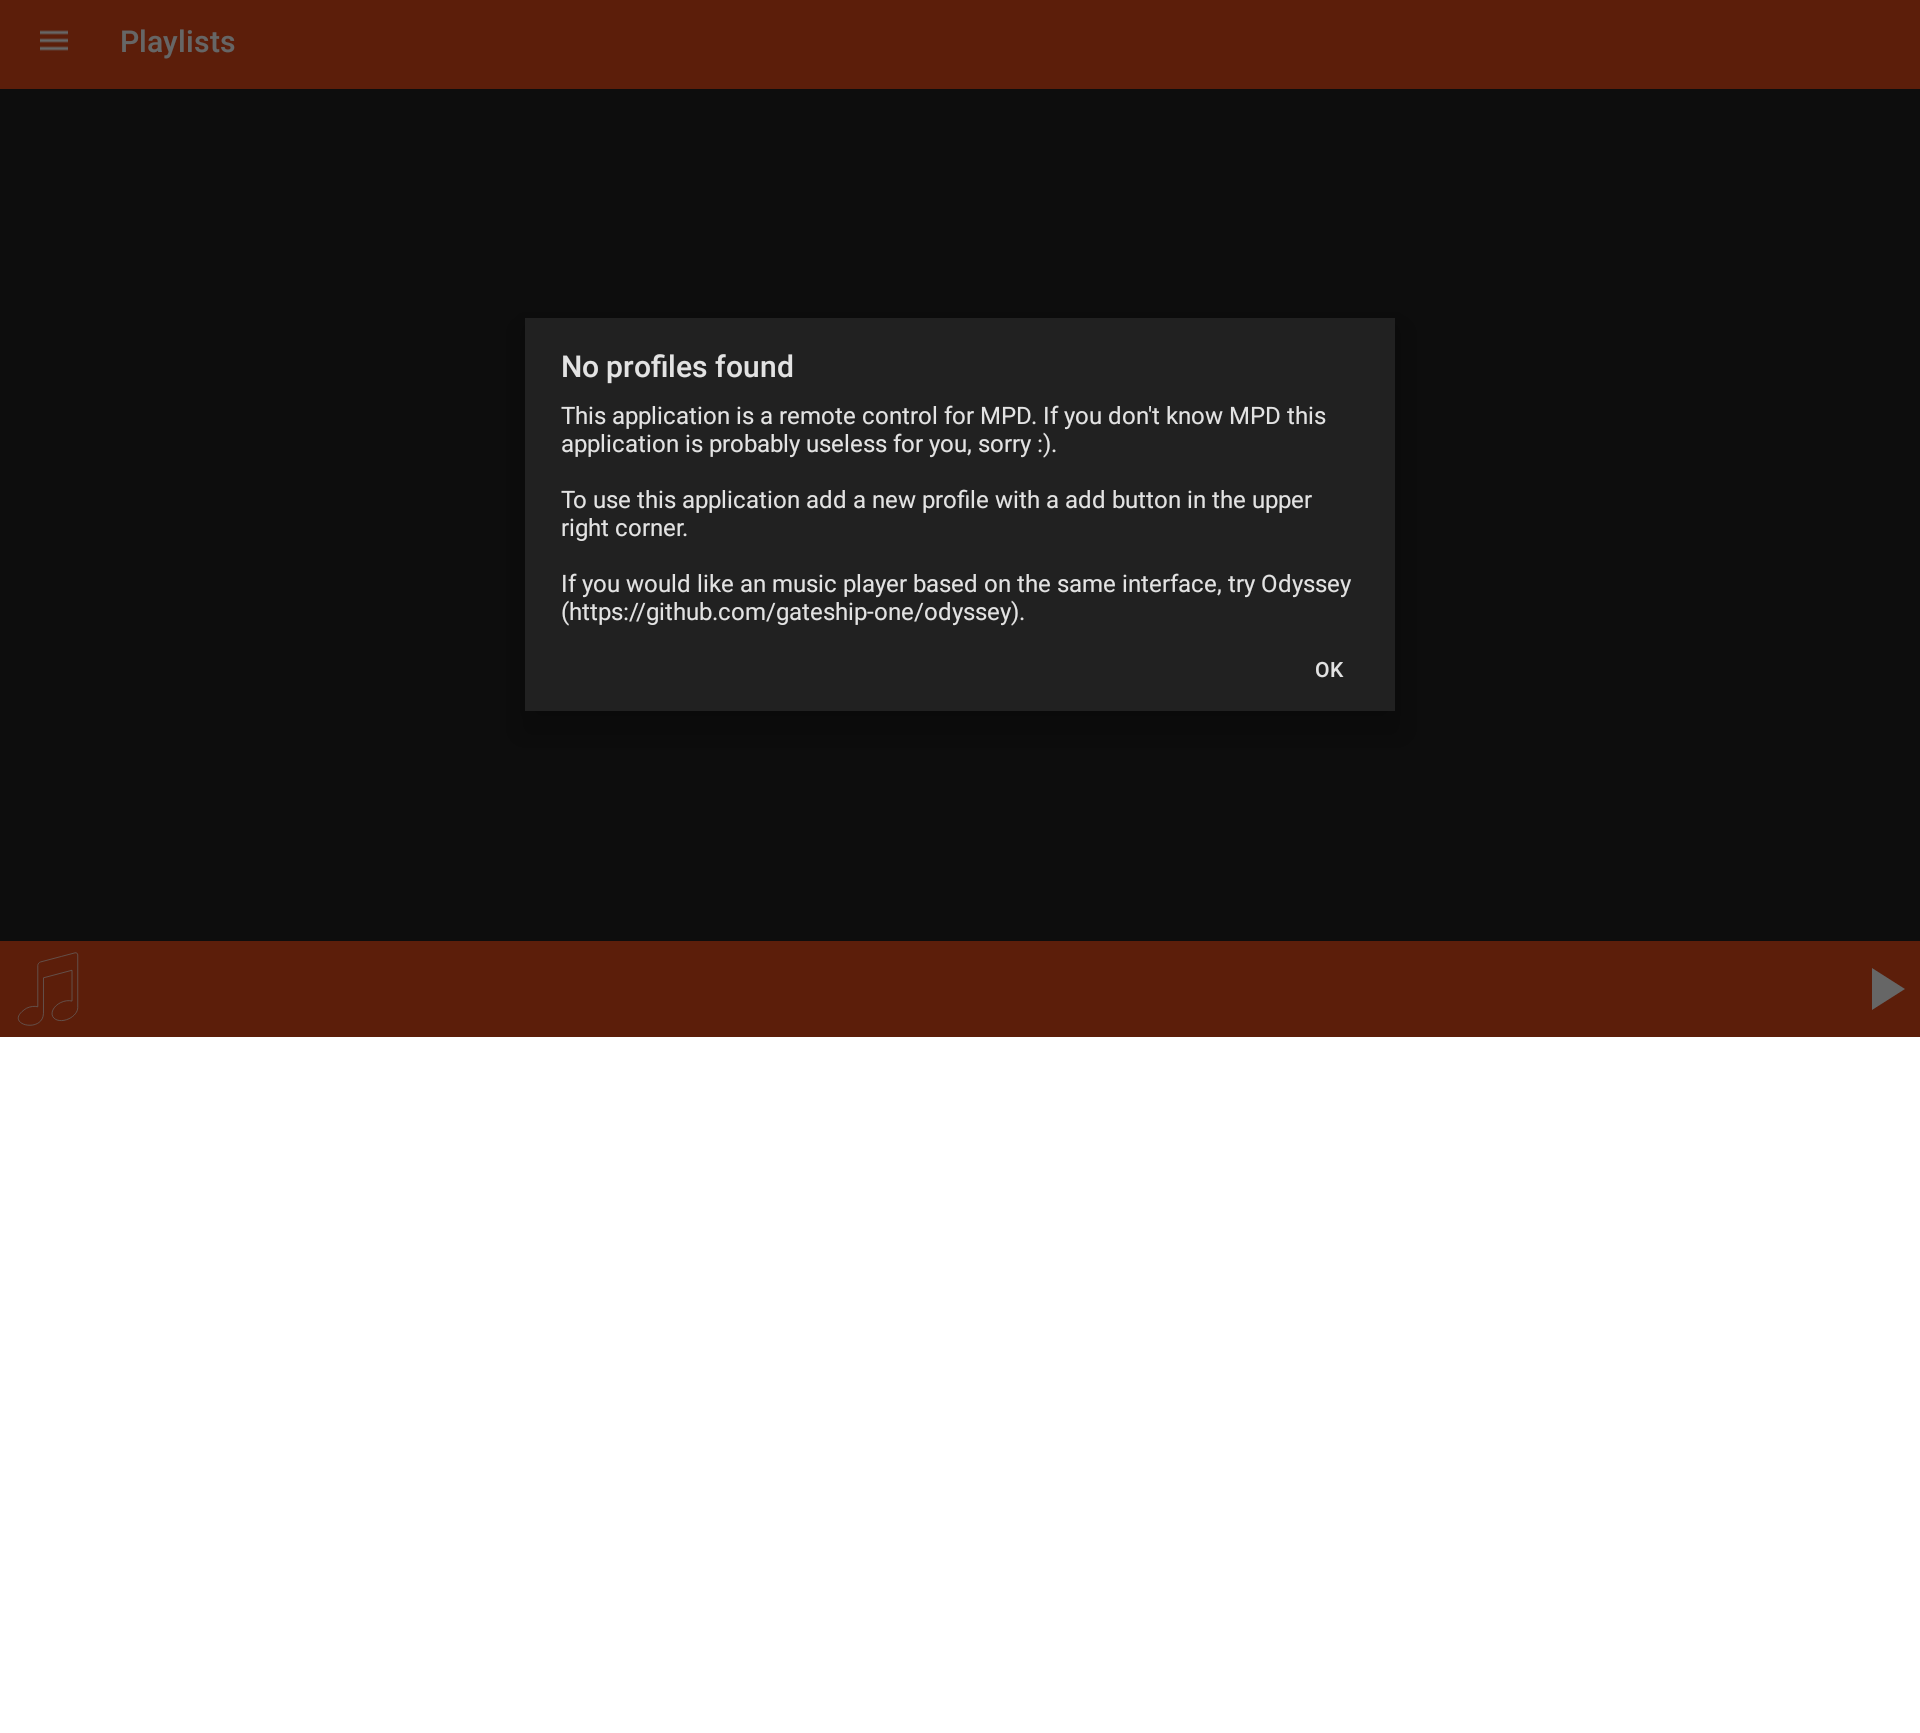 Playlists
No profiles found
This application is a remote control for MPD. If you don't know MPD this
application is probably useless for you, sorry :).
To use this application add a new profile with a add button in the upper
right corner.
If you would like an music player based on the same interface, try Odyssey
(https://github.com/gateship-one/odyssey).
OK